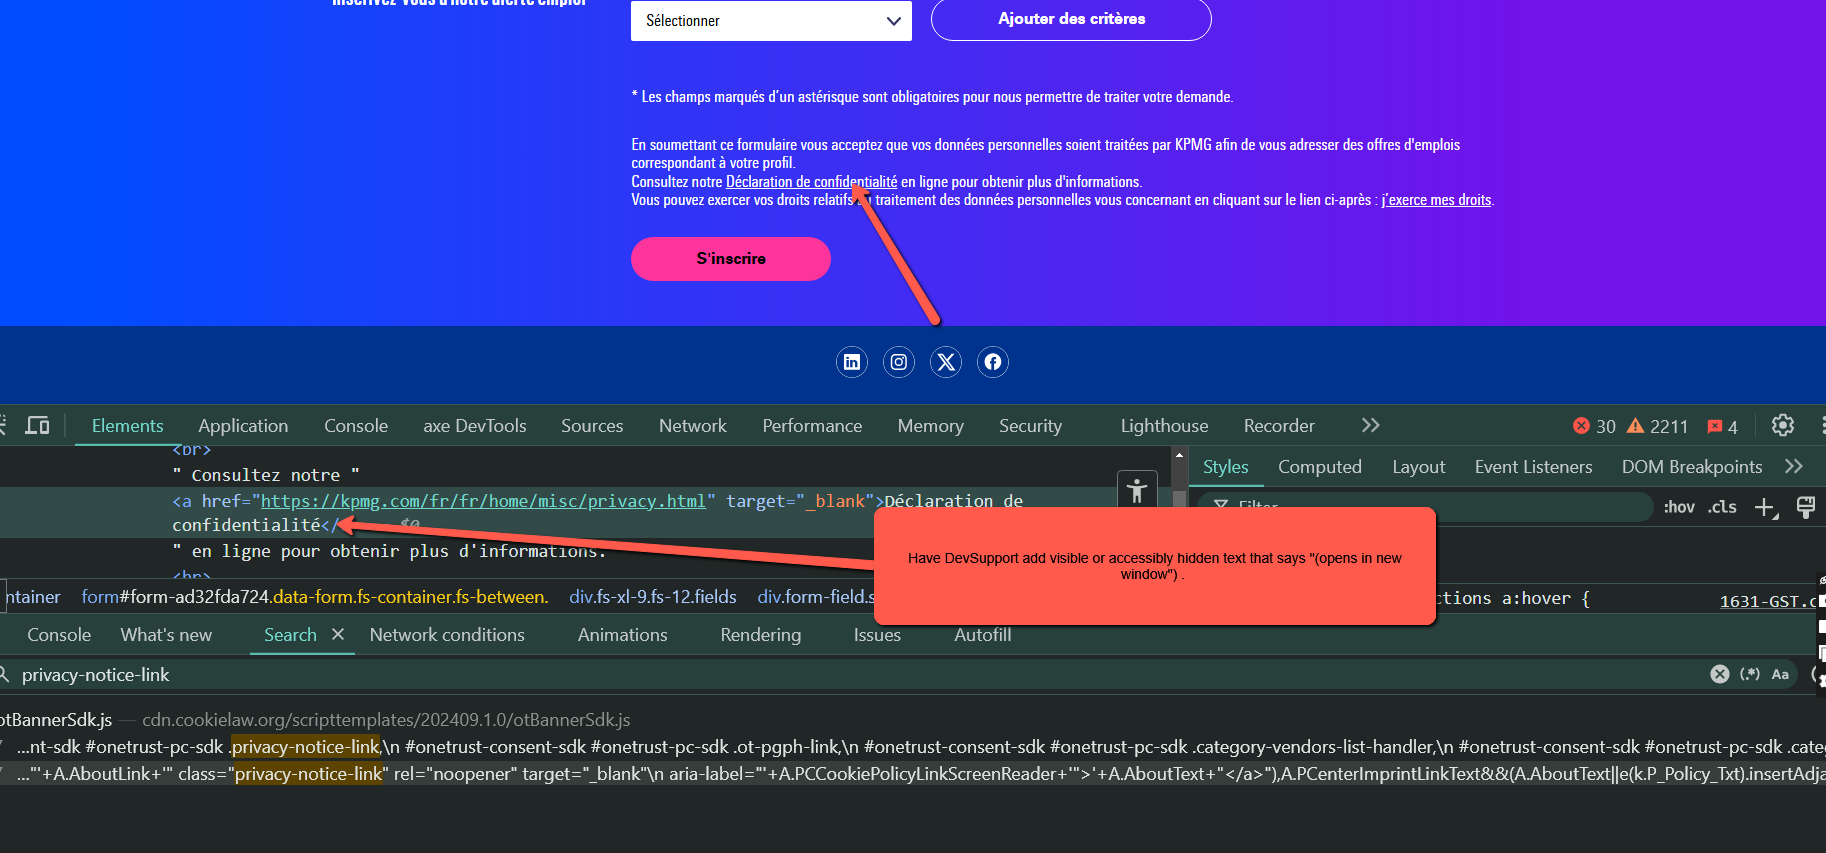 Inscrivez-vous à notre alerte emploi
Sélectionner
Ajouter des critères
* Les champs marqués d’un astérisque sont obligatoires pour nous permettre de traiter votre demande.
En soumettant ce formulaire vous acceptez que vos données personnelles soient traitées par KPMG afin de vous adresser des offres d'emplois
correspondant à votre profil.
Consultez notre Déclaration de confidentialité en ligne pour obtenir plus d'informations.
Vous pouvez exercer vos droits relatifs traitement des données personnelles vous concernant en cliquant sur le lien ci-après : j’exerce mes droits.
S'inscrire
Elements Application Console axe DevTools Sources Network Performance Memory Security Lighthouse Recorder 30 2211 4
<br>
" Consultez notre "
<a href="https://kpmg.com/fr/fr/home/misc/privacy.html" target="_blank">Déclaration de
confidentialité</
" en ligne pour obtenir plus d'informations.
<br>
Styles Computed Layout Event Listeners DOM Breakpoints
Filter :hov .cls
Have DevSupport add visible or accessibly hidden text that says "(opens in new
window") .
ntainer form#form-ad32fda724.data-form.fs-container.fs-between. div.fs-xl-9.fs-12.fields div.form-field.s
ctions a:hover { 1631-GST.c
Console What's new Search Network conditions Animations Rendering Issues Autofill
privacy-notice-link (.*) Aa
otBannerSdk.js — cdn.cookielaw.org/scripttemplates/202409.1.0/otBannerSdk.js
...nt-sdk #onetrust-pc-sdk .privacy-notice-link,\n #onetrust-consent-sdk #onetrust-pc-sdk .ot-pgph-link,\n #onetrust-consent-sdk #onetrust-pc-sdk .category-vendors-list-handler,\n #onetrust-consent-sdk #onetrust-pc-sdk .cate
..."'+A.AboutLink+'" class="privacy-notice-link" rel="noopener" target="_blank"\n aria-label="'+A.PCCookiePolicyLinkScreenReader+'">'+A.AboutText+"</a>"),A.PCenterImprintLinkText&&(A.AboutText||e(k.P_Policy_Txt).insertAdja